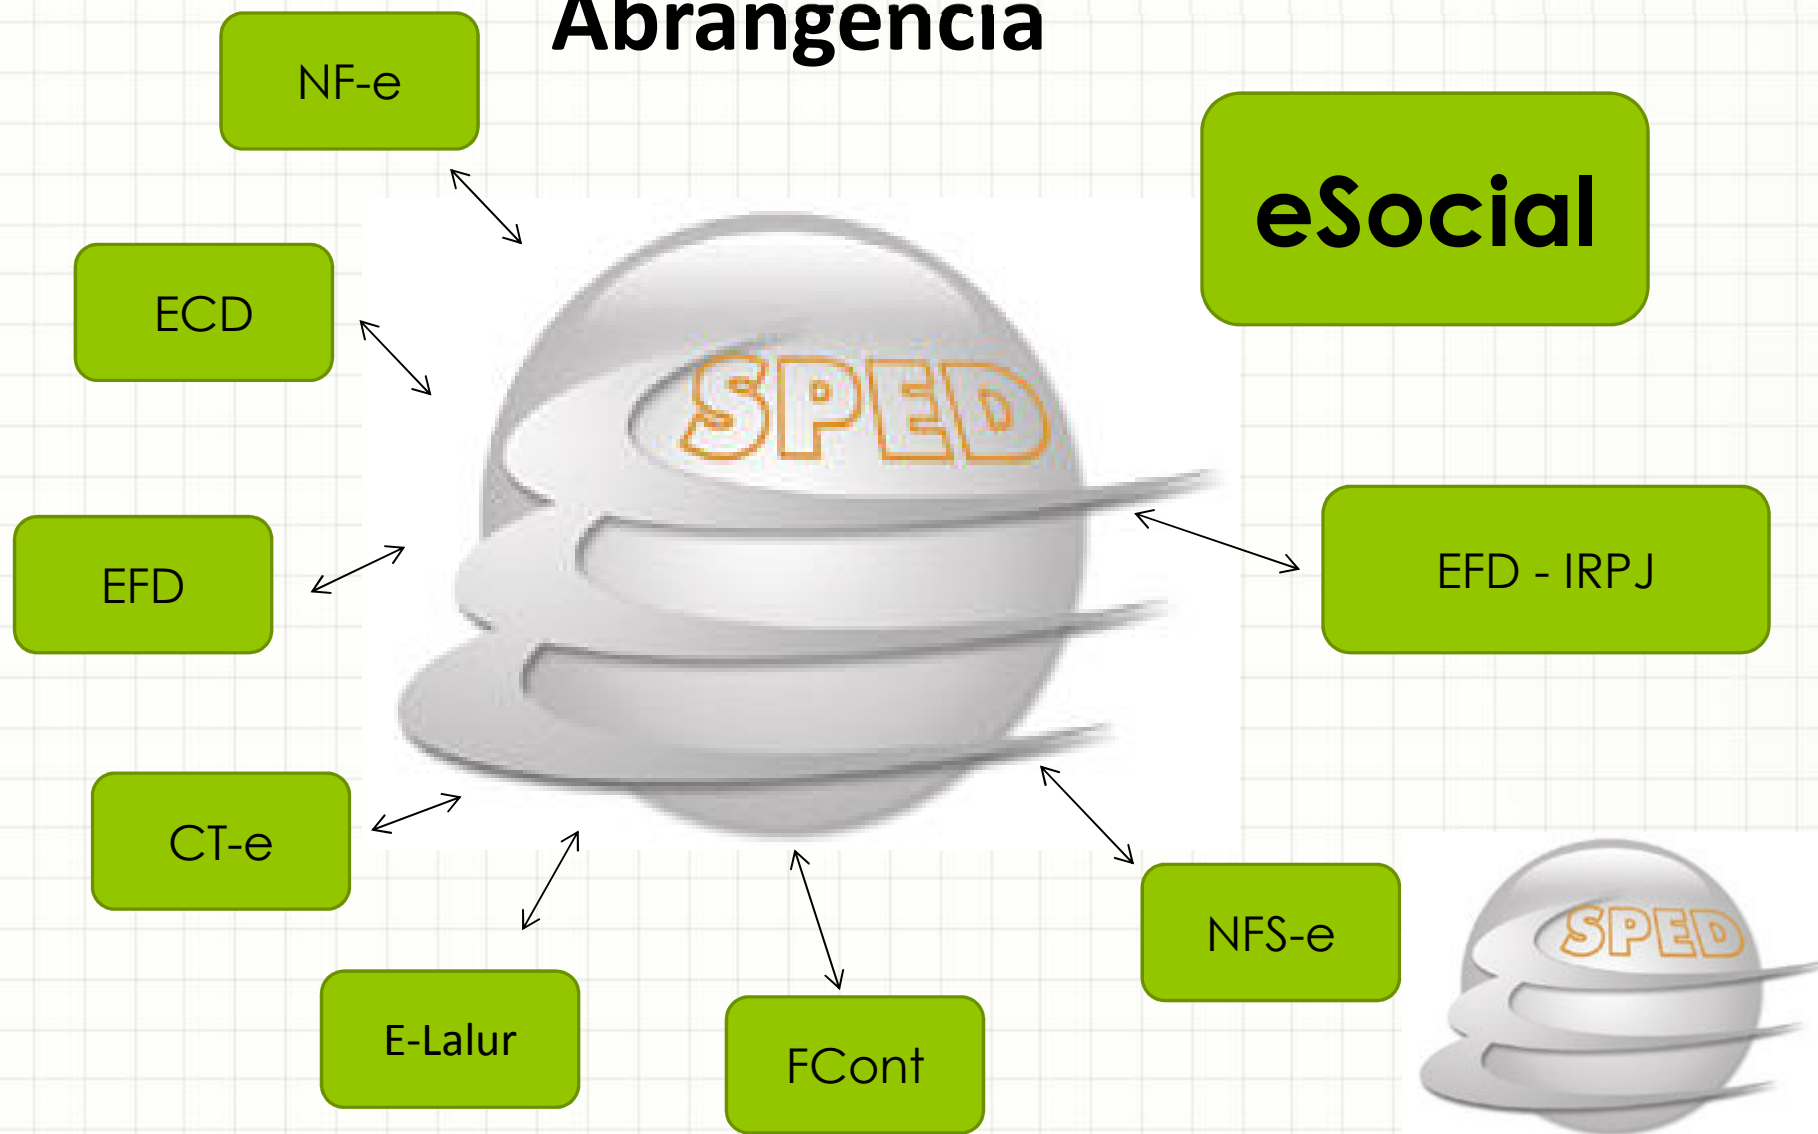 Abrangência
NF-e
eSocial
ECD
SPED
EFD
EFD - IRPJ
CT-e
NFS-e
SPED
E-Lalur
FCont